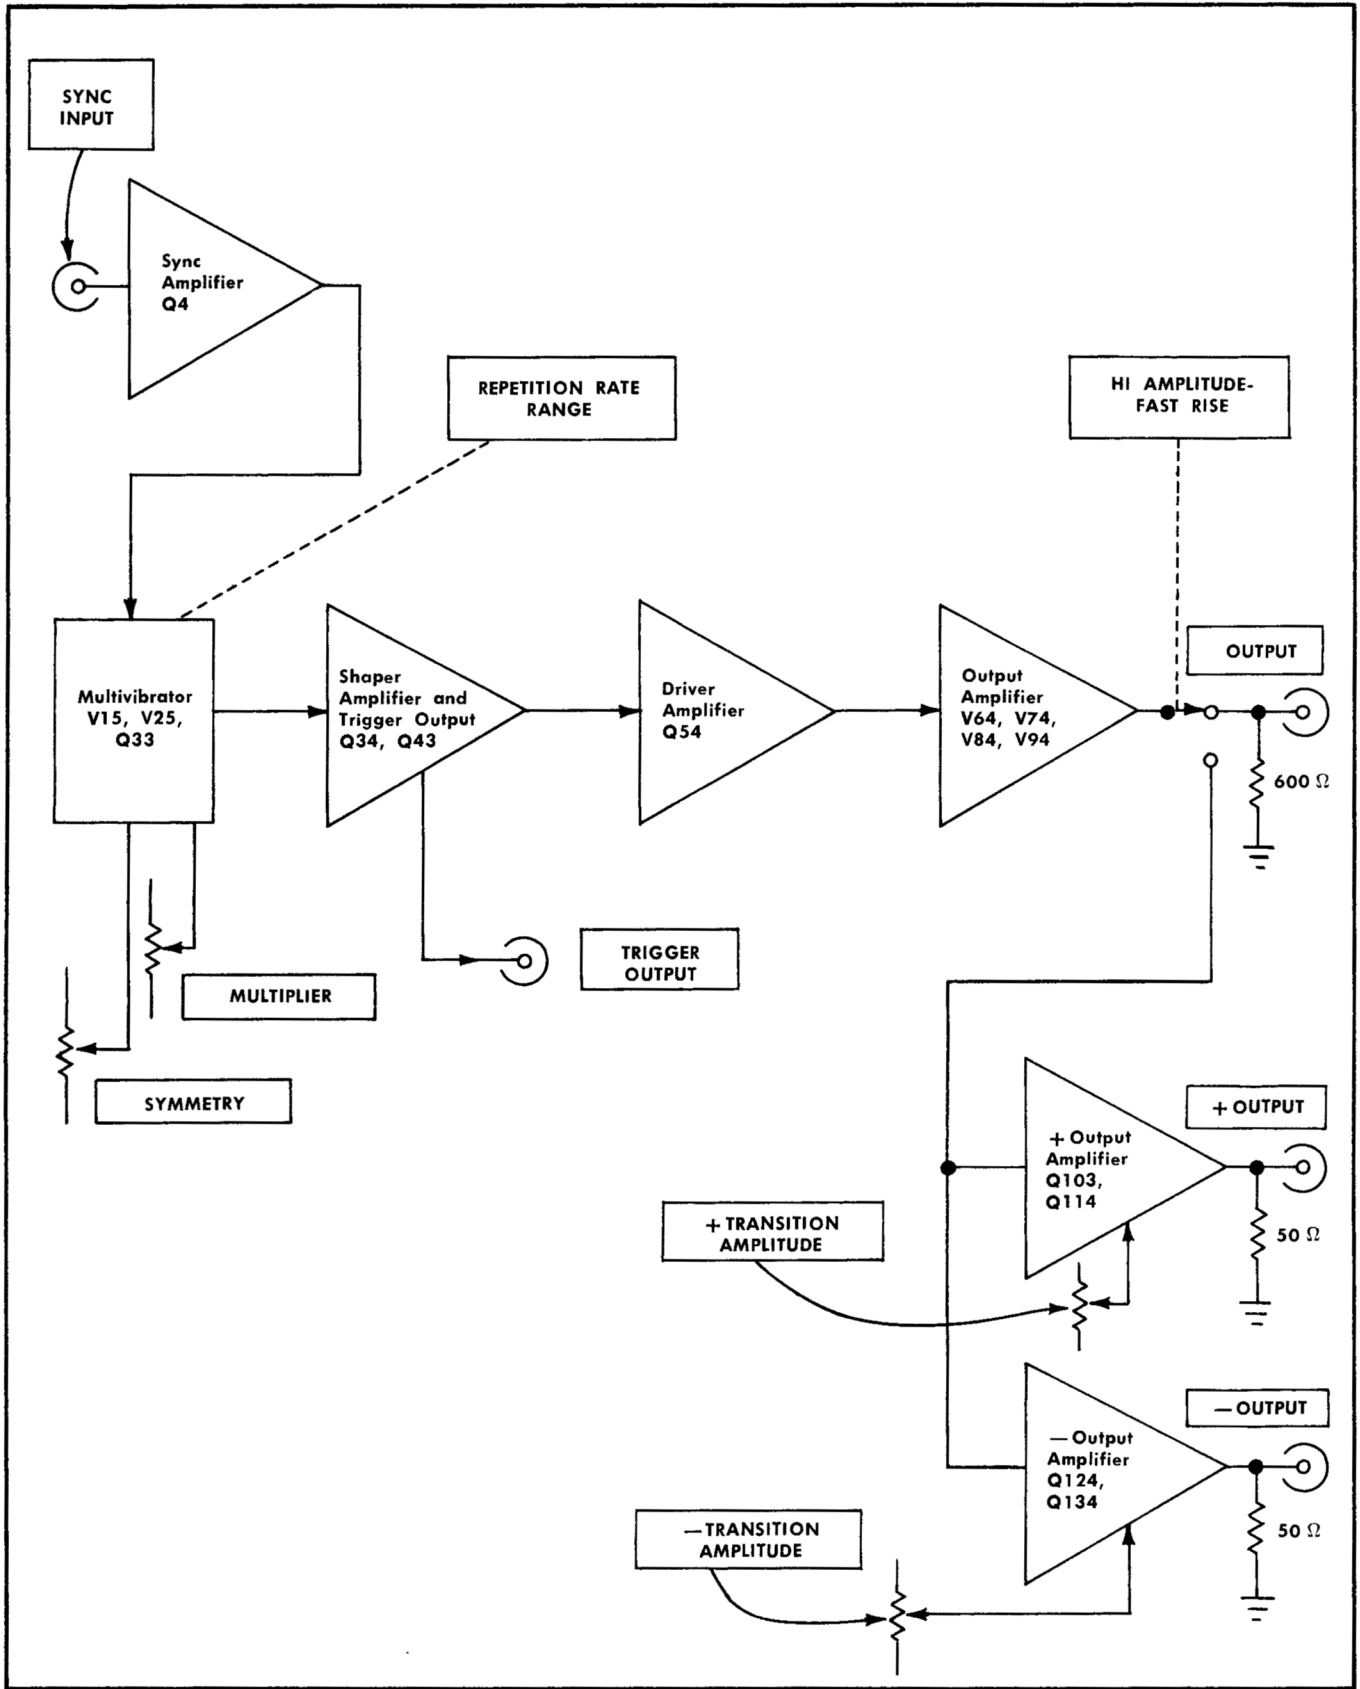 SYNC
INPUT
Sync
Amplifier
Q4
REPETITION RATE
RANGE
HI AMPLITUDE-
FAST RISE
Multivibrator
V15, V25,
Q33
Shaper
Amplifier and
Trigger Output
Q34, Q43
Driver
Amplifier
Q54
Output
Amplifier
V64, V74,
V84, V94
OUTPUT
600 Ω
TRIGGER
OUTPUT
MULTIPLIER
SYMMETRY
+ OUTPUT
+ Output
Amplifier
Q103,
Q114
50 Ω
+ TRANSITION
AMPLITUDE
— OUTPUT
— Output
Amplifier
Q124,
Q134
50 Ω
—TRANSITION
AMPLITUDE